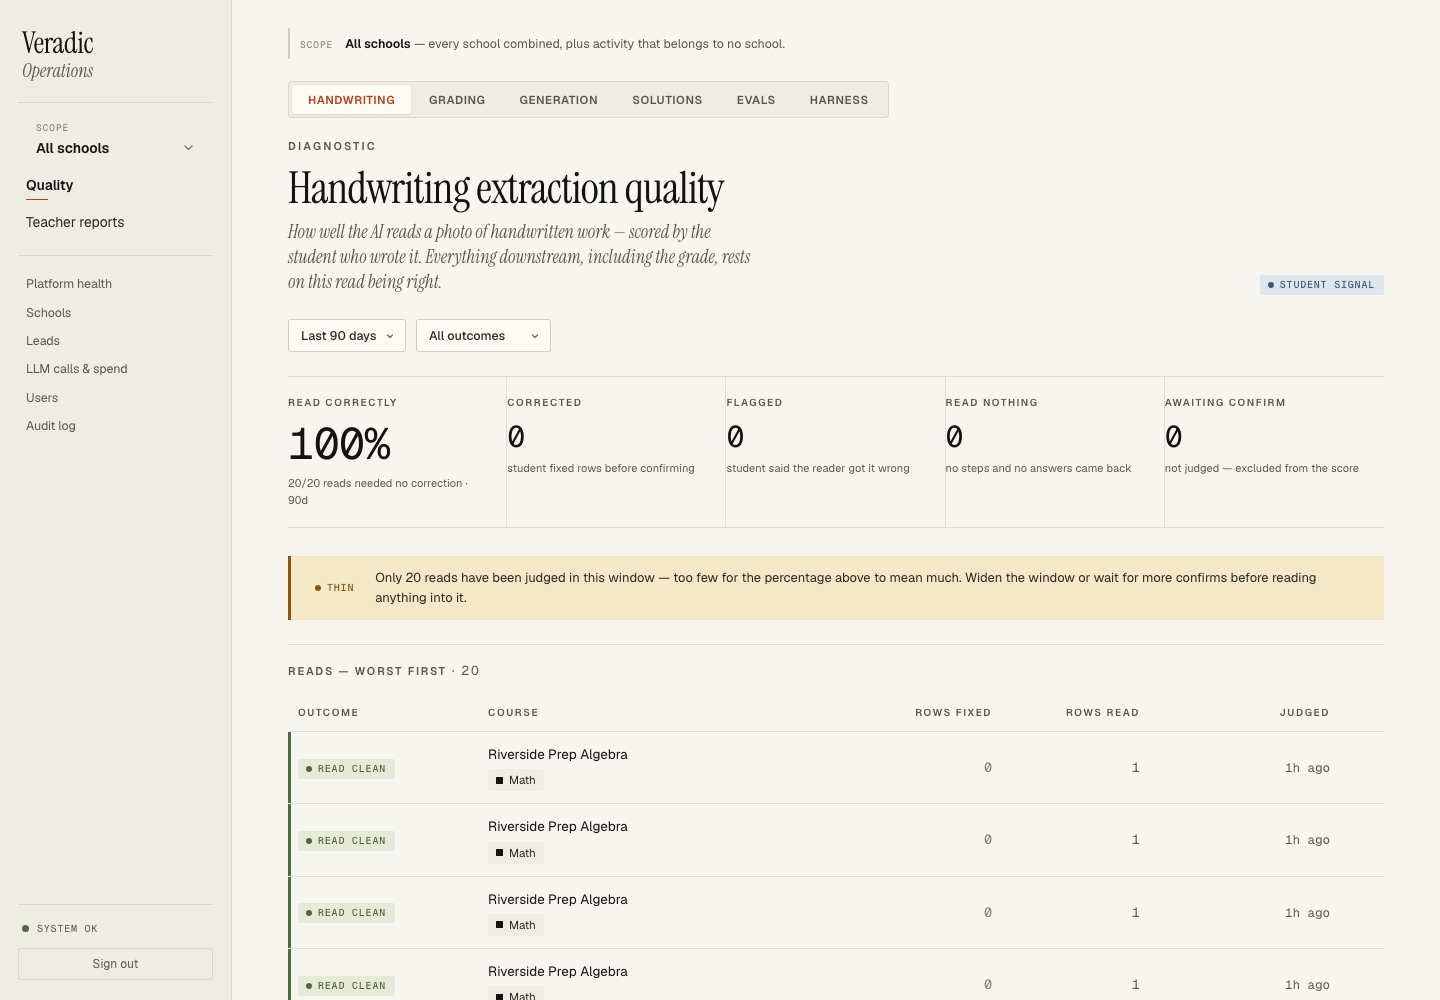 Veradic
Operations
SCOPE
All schools
Quality
Teacher reports
Platform health
Schools
Leads
LLM calls & spend
Users
Audit log
SYSTEM OK
Sign out
SCOPE All schools — every school combined, plus activity that belongs to no school.
HANDWRITING GRADING GENERATION SOLUTIONS EVALS HARNESS
DIAGNOSTIC
Handwriting extraction quality
How well the AI reads a photo of handwritten work — scored by the
student who wrote it. Everything downstream, including the grade, rests
on this read being right.
STUDENT SIGNAL
Last 90 days All outcomes
READ CORRECTLY CORRECTED FLAGGED READ NOTHING AWAITING CONFIRM
100% 0 0 0 0
student fixed rows before confirming student said the reader got it wrong no steps and no answers came back not judged — excluded from the score
20/20 reads needed no correction ·
90d
THIN
Only 20 reads have been judged in this window — too few for the percentage above to mean much. Widen the window or wait for more confirms before reading
anything into it.
READS — WORST FIRST · 20
OUTCOME COURSE ROWS FIXED ROWS READ JUDGED
Riverside Prep Algebra
READ CLEAN 0 1 1h ago
Math
Riverside Prep Algebra
READ CLEAN 0 1 1h ago
Math
Riverside Prep Algebra
READ CLEAN 0 1 1h ago
Math
Riverside Prep Algebra
READ CLEAN 0 1 1h ago
Math